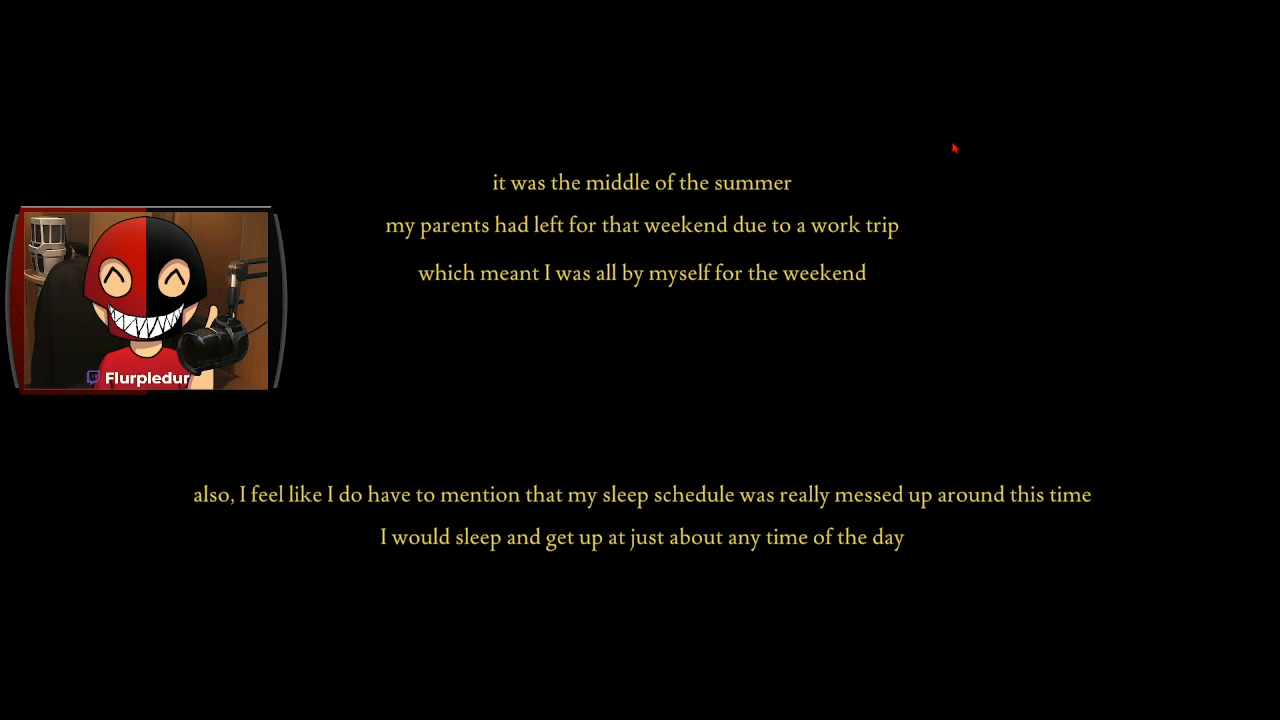 it was the middle of the summer
my parents had left for that weekend due to a work trip
which meant I was all by myself for the weekend
Flurpledur
also, I feel like I do have to mention that my sleep schedule was really messed up around this time
I would sleep and get up at just about any time of the day